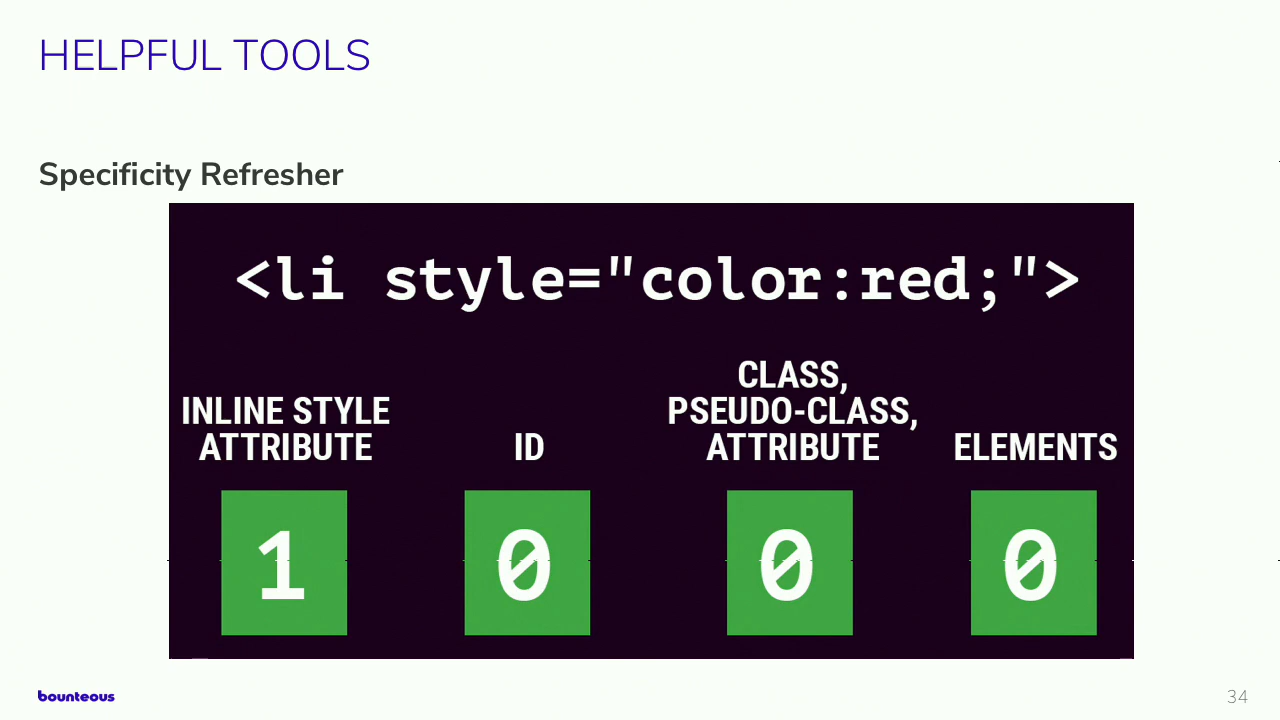 HELPFUL TOOLS
Specificity Refresher
<li style="color:red;">
INLINE STYLE
ATTRIBUTE
ID
CLASS,
PSEUDO-CLASS,
ATTRIBUTE
ELEMENTS
1 0 0 0
bounteous
34